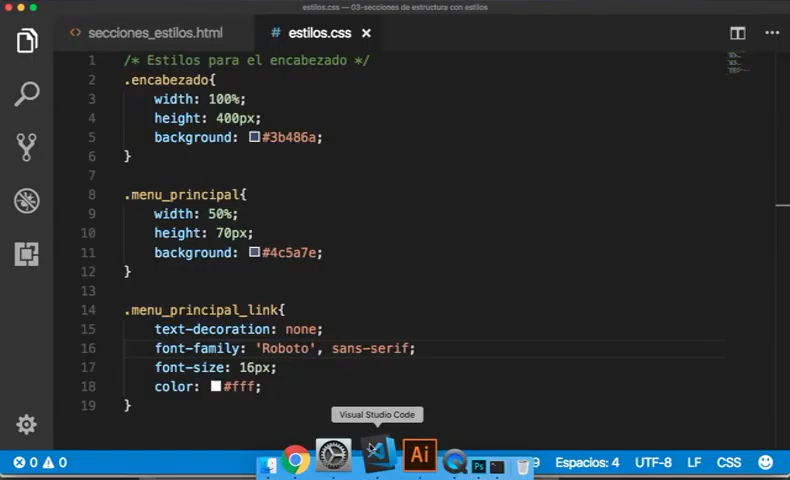 estilos.css — 03-secciones de estructura con estilos
<> secciones_estilos.html
# estilos.css ×
1 /* Estilos para el encabezado */
2 .encabezado{
3 width: 100%;
4 height: 400px;
5 background: #3b486a;
6 }
7
8 .menu_principal{
9 width: 50%;
10 height: 70px;
11 background: #4c5a7e;
12 }
13
14 .menu_principal_link{
15 text-decoration: none;
16 font-family: 'Roboto', sans-serif;
17 font-size: 16px;
18 color: #fff;
19 }
Visual Studio Code
Ai
Ps
0 0
Espacios: 4 UTF-8 LF CSS